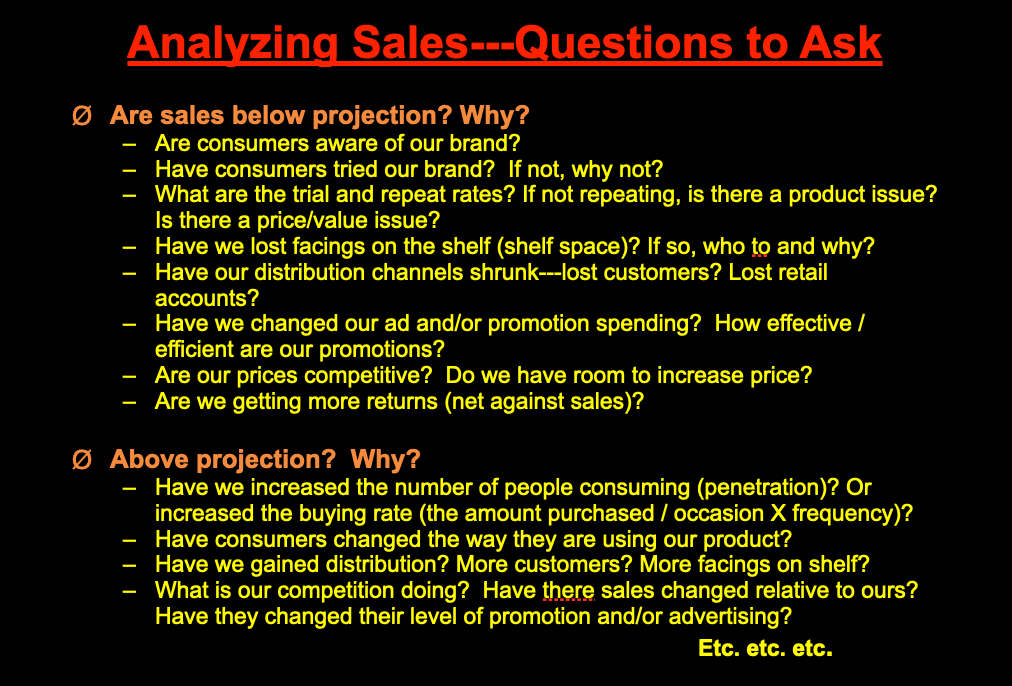 Analyzing Sales---Questions to Ask
Ø Are sales below projection? Why?
– Are consumers aware of our brand?
– Have consumers tried our brand?  If not, why not?
– What are the trial and repeat rates? If not repeating, is there a product issue?
Is there a price/value issue?
– Have we lost facings on the shelf (shelf space)? If so, who to and why?
– Have our distribution channels shrunk---lost customers? Lost retail
accounts?
– Have we changed our ad and/or promotion spending?  How effective /
efficient are our promotions?
– Are our prices competitive?  Do we have room to increase price?
– Are we getting more returns (net against sales)?
Ø Above projection?  Why?
– Have we increased the number of people consuming (penetration)? Or
increased the buying rate (the amount purchased / occasion X frequency)?
– Have consumers changed the way they are using our product?
– Have we gained distribution? More customers? More facings on shelf?
– What is our competition doing?  Have there sales changed relative to ours?
Have they changed their level of promotion and/or advertising?
Etc. etc. etc.